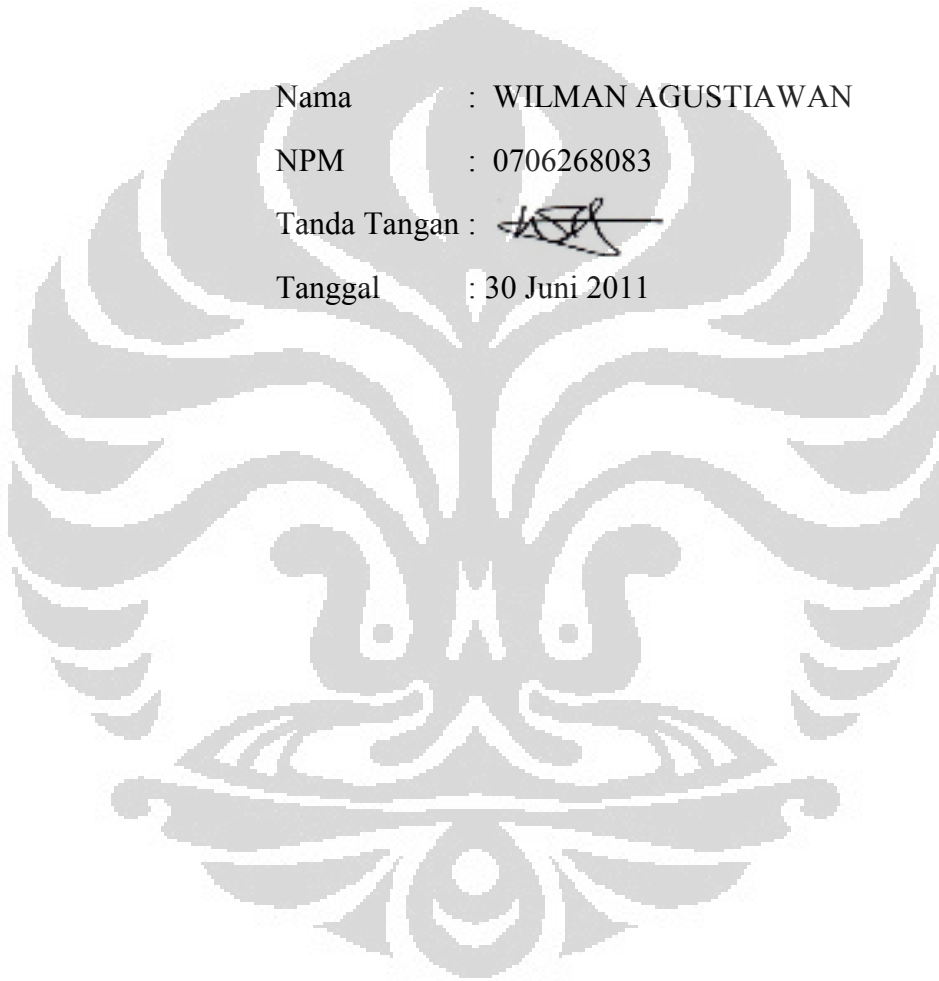 Nama : WILMAN AGUSTIAWAN
NPM : 0706268083
Tanda Tangan :
Tanggal : 30 Juni 2011